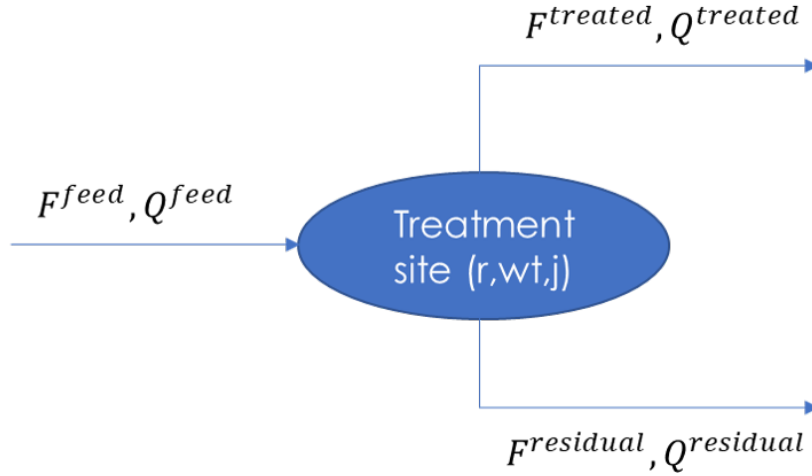 F^{treated}, Q^{treated}
F^{feed}, Q^{feed}
Treatment
site (r,wt,j)
F^{residual}, Q^{residual}